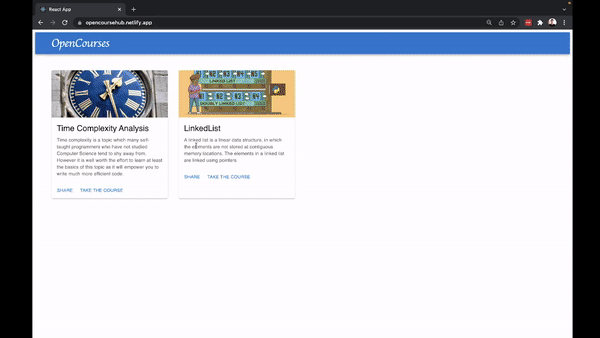 React App
opencoursehub.netlify.app
OpenCourses
Time Complexity Analysis
Time complexity is a topic which many self-
taught programmers who have not studied
Computer Science tend to shy away from.
However it is well worth the effort to learn at least
the basics of this topic as it will empower you to
write much more efficient code.
SHARE
TAKE THE COURSE
LINKED LIST
DOUBLY LINKED LIST
LinkedList
A linked list is a linear data structure, in which
the elements are not stored at contiguous
memory locations. The elements in a linked list
are linked using pointers
SHARE
TAKE THE COURSE